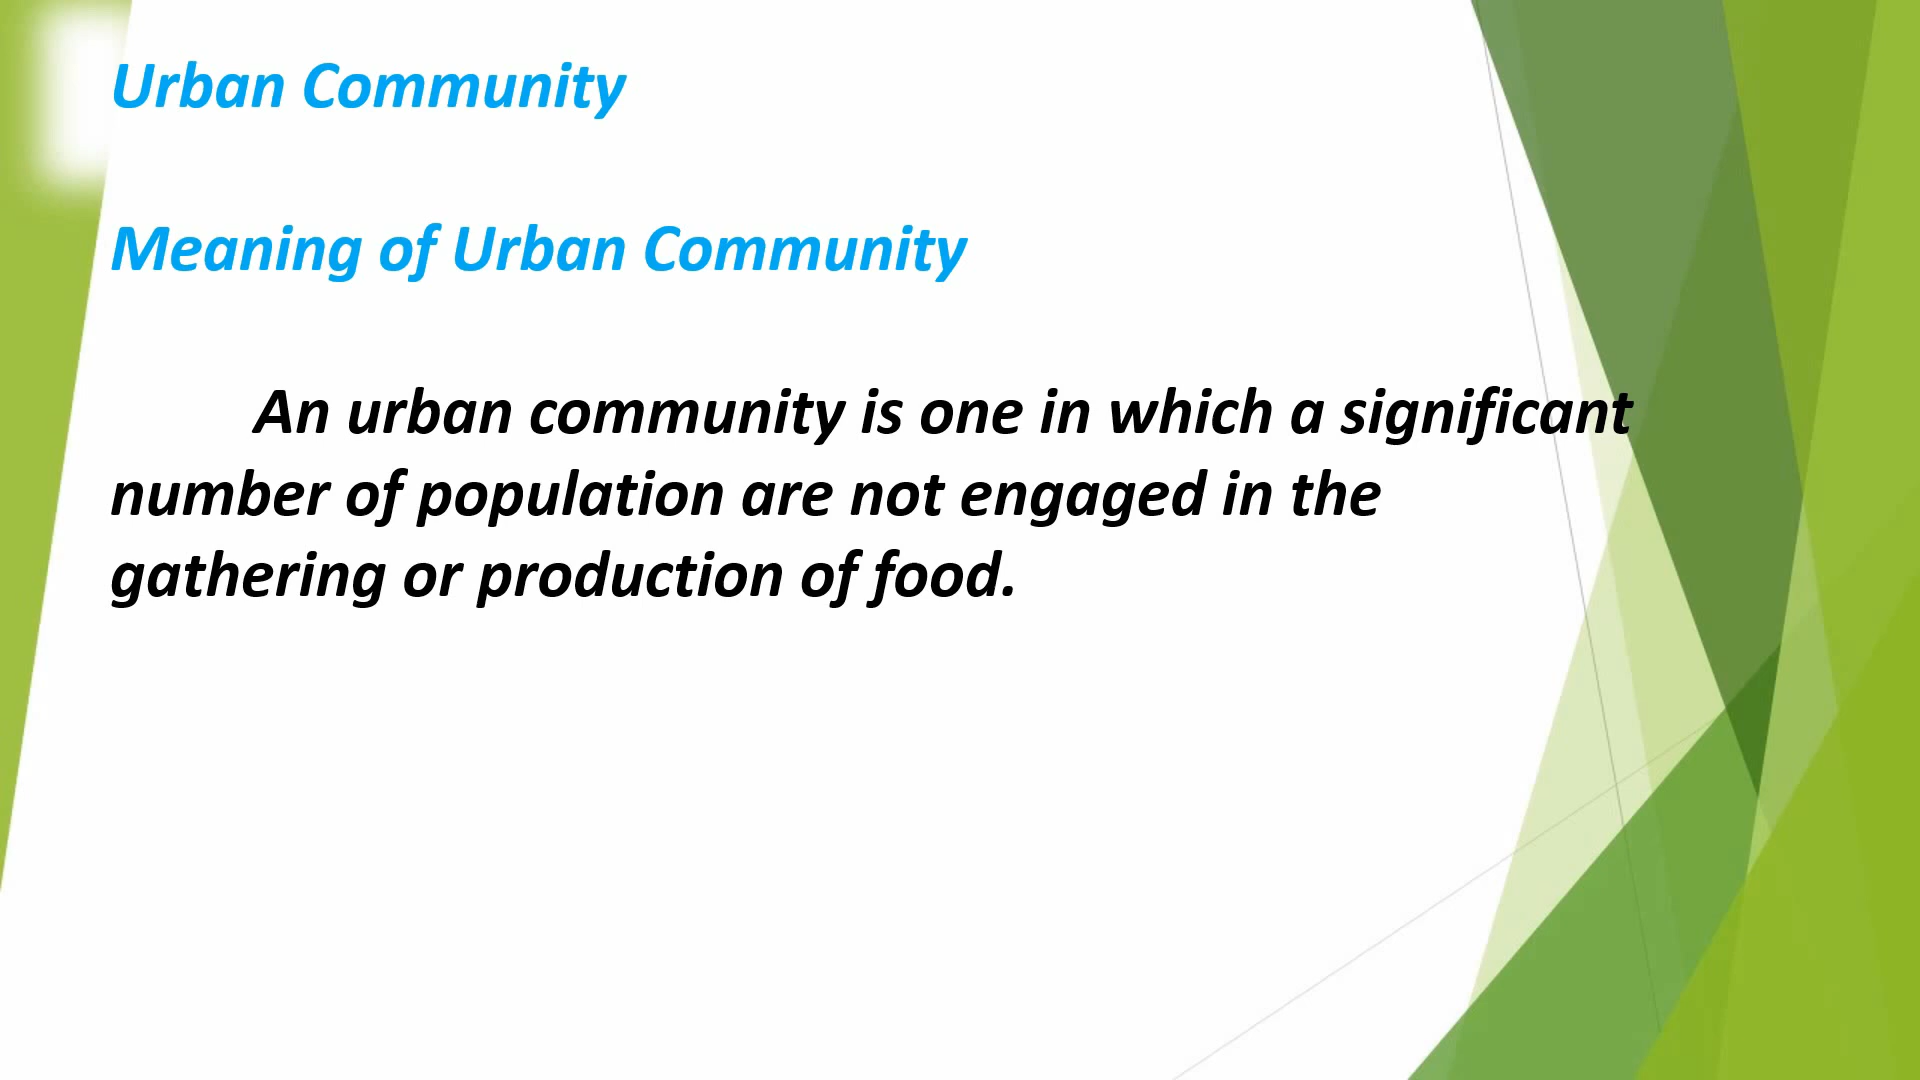 Urban Community
Meaning of Urban Community
An urban community is one in which a significant
number of population are not engaged in the
gathering or production of food.